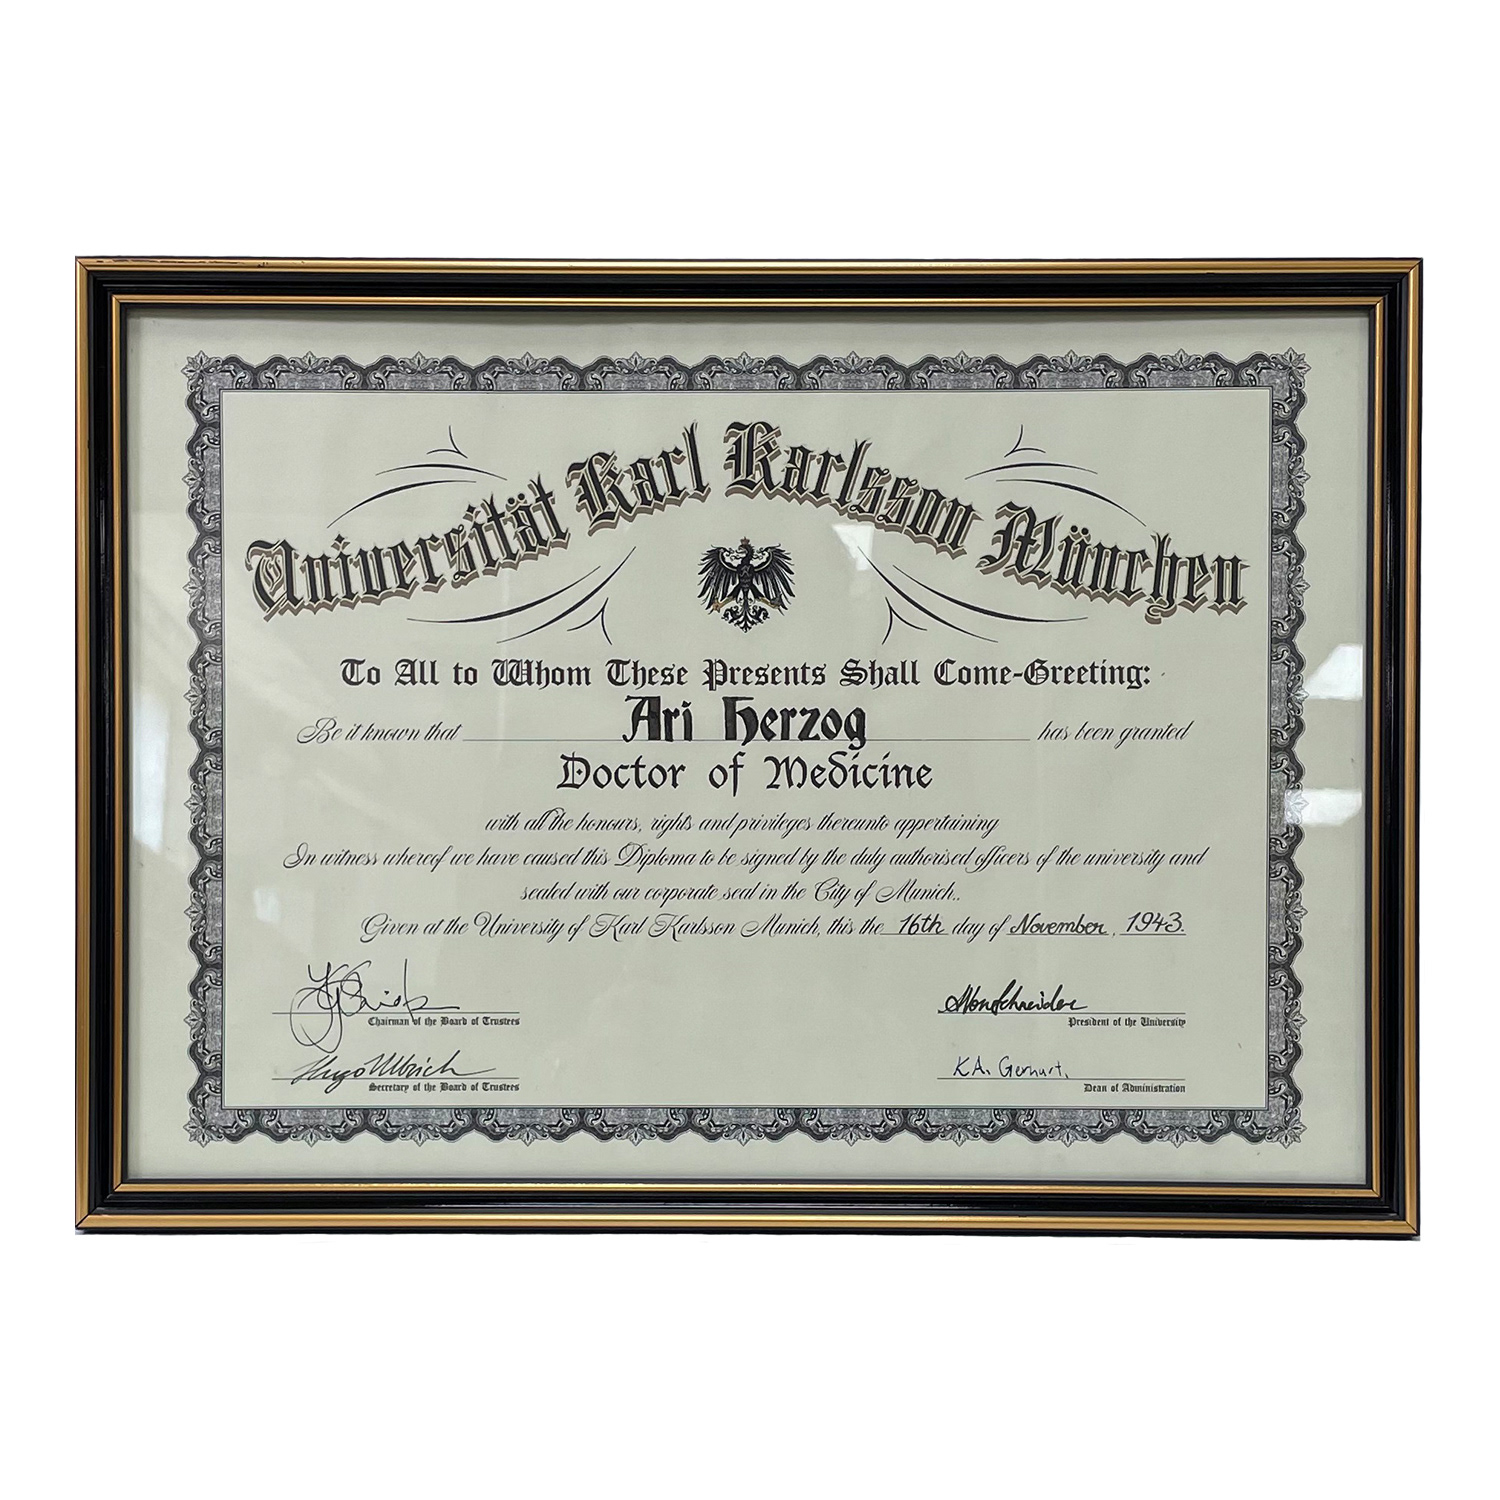 Universität Karl Karlsson München
To All to Whom These Presents Shall Come-Greeting:
Be it known that Ari Herzog has been granted
Doctor of Medicine
with all the honours, rights and privileges thereunto appertaining
In witness whereof we have caused this Diploma to be signed by the duly authorised officers of the university and
sealed with our corporate seal in the City of Munich..
Given at the University of Karl Karlsson Munich, this the 16th day of November, 1943.
Chairman of the Board of Trustees
President of the University
Hugo Ulbrich
K.A. Gerhart.
Secretary of the Board of Trustees
Dean of Administration